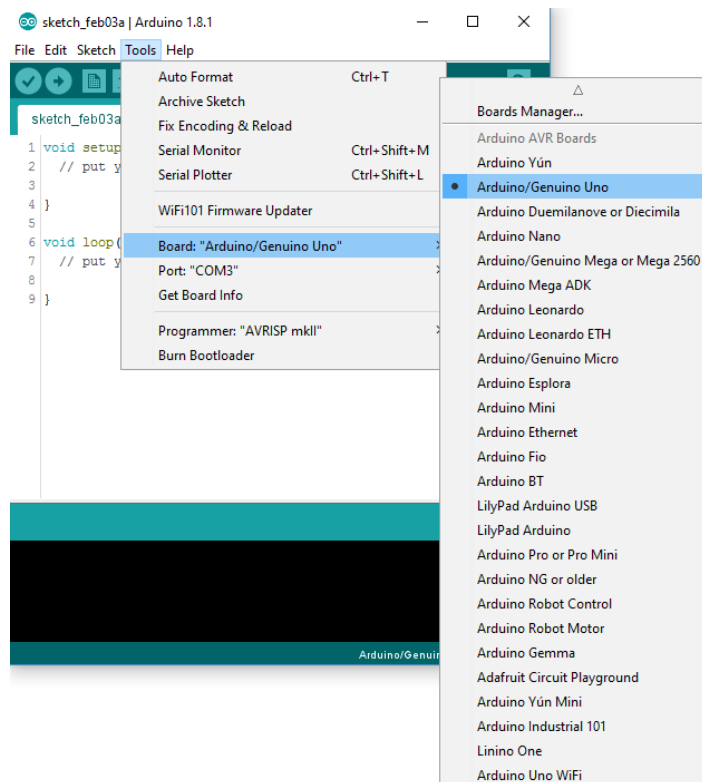 sketch_feb03a | Arduino 1.8.1
File Edit Sketch Tools Help
sketch_feb03a
1 void setup
2 // put y
3
4 }
5
6 void loop(
7 // put y
8
9 }
Auto Format Ctrl+T
Archive Sketch
Fix Encoding & Reload
Serial Monitor Ctrl+Shift+M
Serial Plotter Ctrl+Shift+L
WiFi101 Firmware Updater
Board: "Arduino/Genuino Uno"
Port: "COM3"
Get Board Info
Programmer: "AVRISP mkII"
Burn Bootloader
Boards Manager...
Arduino AVR Boards
Arduino Yún
Arduino/Genuino Uno
Arduino Duemilanove or Diecimila
Arduino Nano
Arduino/Genuino Mega or Mega 2560
Arduino Mega ADK
Arduino Leonardo
Arduino Leonardo ETH
Arduino/Genuino Micro
Arduino Esplora
Arduino Mini
Arduino Ethernet
Arduino Fio
Arduino BT
LilyPad Arduino USB
LilyPad Arduino
Arduino Pro or Pro Mini
Arduino NG or older
Arduino Robot Control
Arduino Robot Motor
Arduino Gemma
Adafruit Circuit Playground
Arduino Yún Mini
Arduino Industrial 101
Linino One
Arduino Uno WiFi
Arduino/Genuin